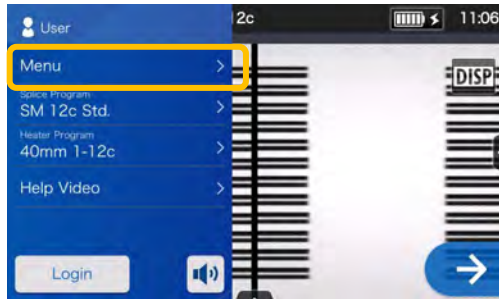 User
2c
11:06
Menu
DISP
Splice Program
SM 12c Std.
Heater Program
40mm 1-12c
Help Video
Login